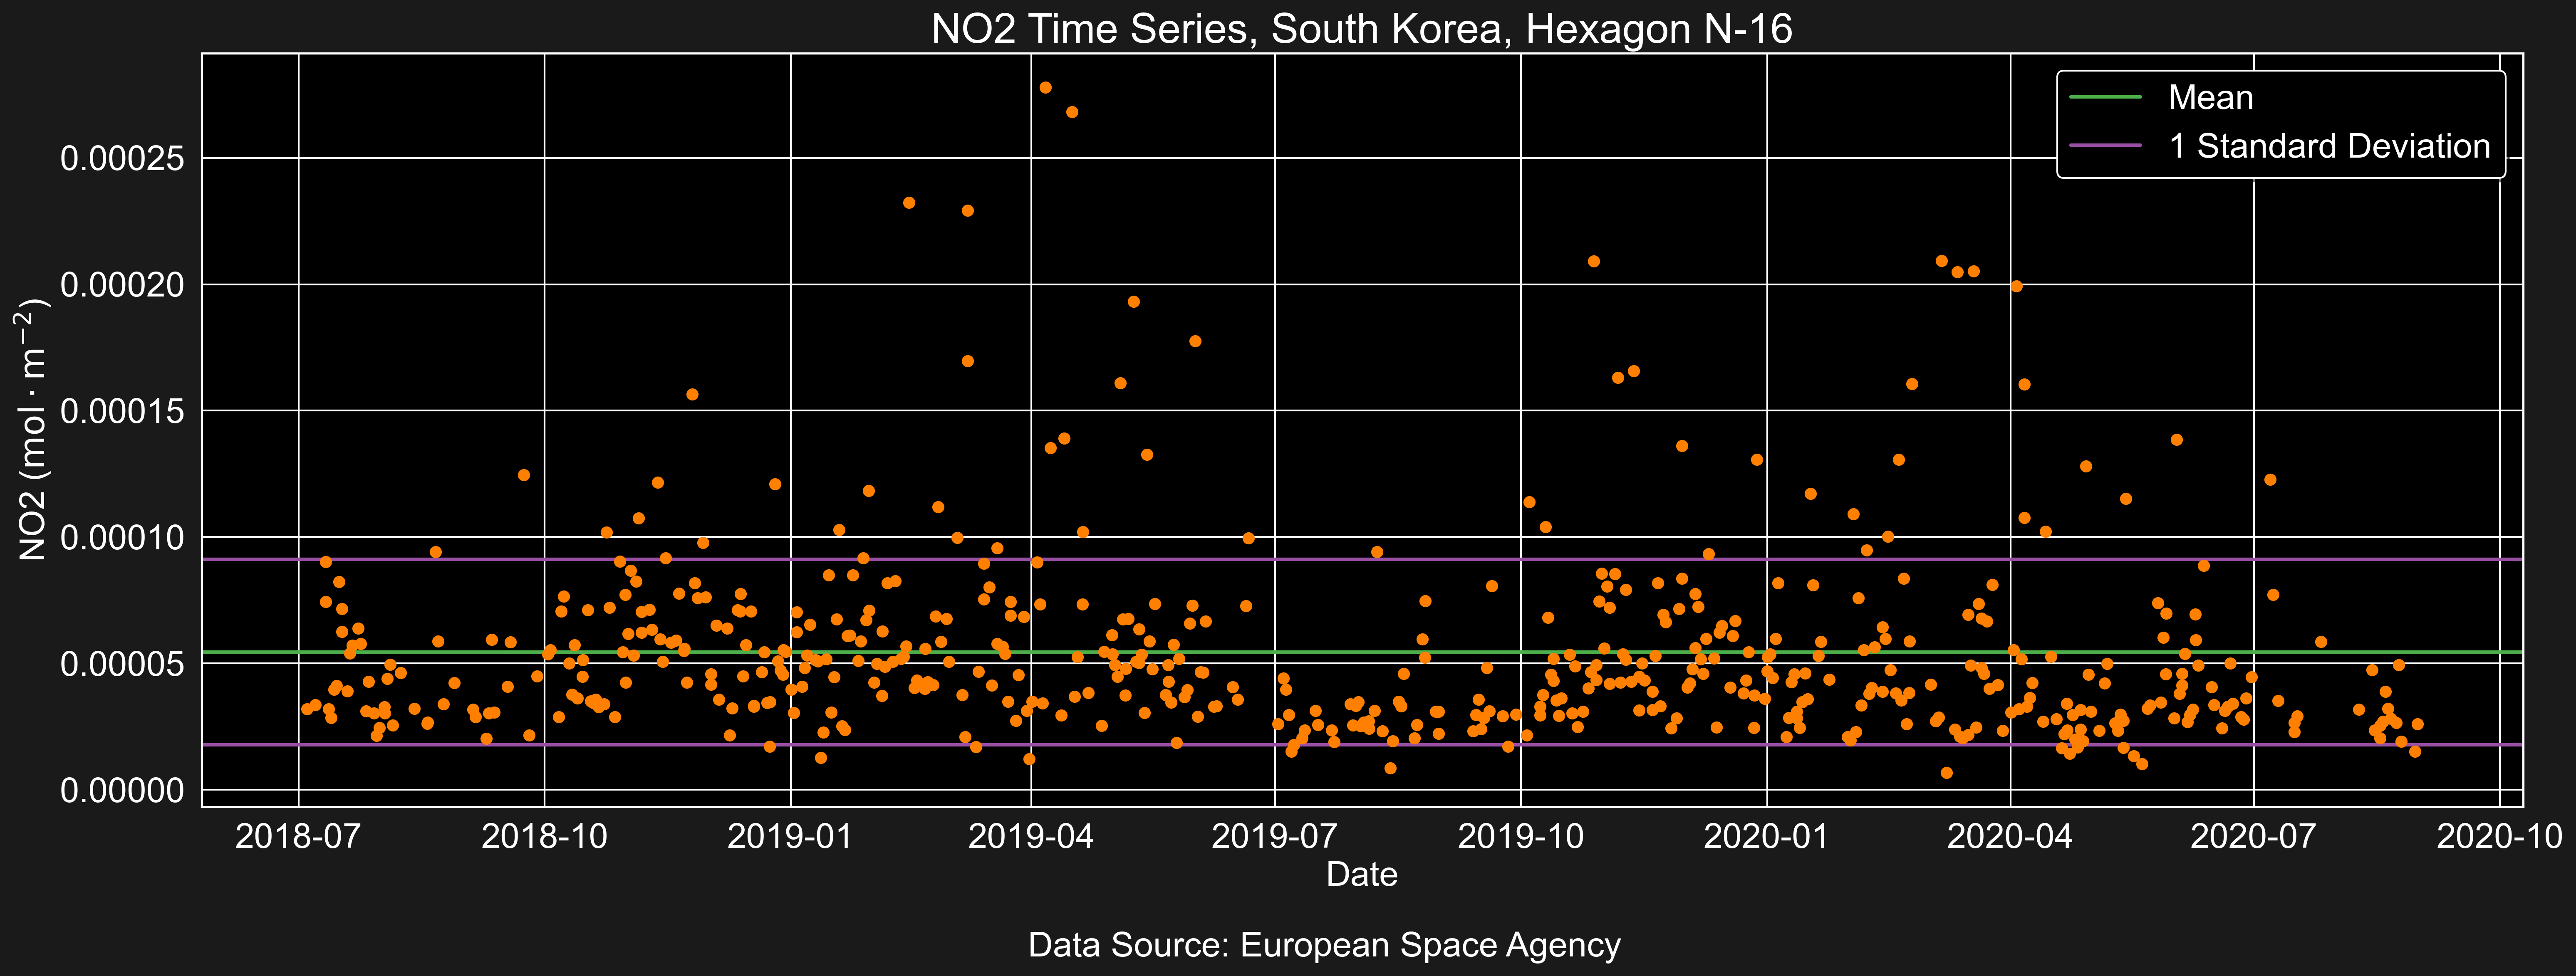 NO2 Time Series, South Korea, Hexagon N-16
Mean
1 Standard Deviation
NO2 (mol · m⁻²)
0.00025
0.00020
0.00015
0.00010
0.00005
0.00000
2018-07 2018-10 2019-01 2019-04 2019-07 2019-10 2020-01 2020-04 2020-07 2020-10
Date
Data Source: European Space Agency